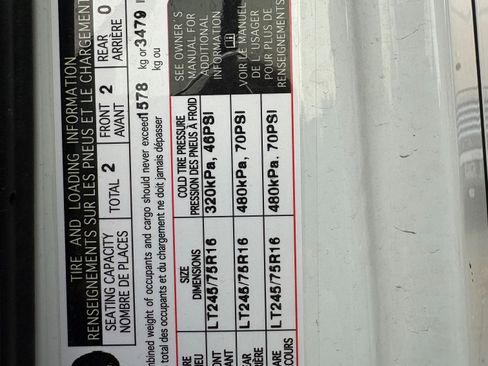 TIRE AND LOADING INFORMATION
RENSEIGNEMENTS SUR LES PNEUS ET LE CHARGEMENT
SEATING CAPACITY
NOMBRE DE PLACES
TOTAL 2
FRONT
AVANT 2
REAR
ARRIÈRE 0
mbined weight of occupants and cargo should never exceed 1578 kg or 3479
total des occupants et du chargement ne doit jamais dépasser kg ou
SIZE
DIMENSIONS
COLD TIRE PRESSURE
PRESSION DES PNEUS À FROID
LT245/75R16 320kPa, 46PSI
LT245/75R16 480kPa, 70PSI
LT245/75R16 480kPa, 70PSI
SEE OWNER'S
MANUAL FOR
ADDITIONAL
INFORMATION
VOIR LE MANUEL
DE L'USAGER
POUR PLUS DE
RENSEIGNEMENTS